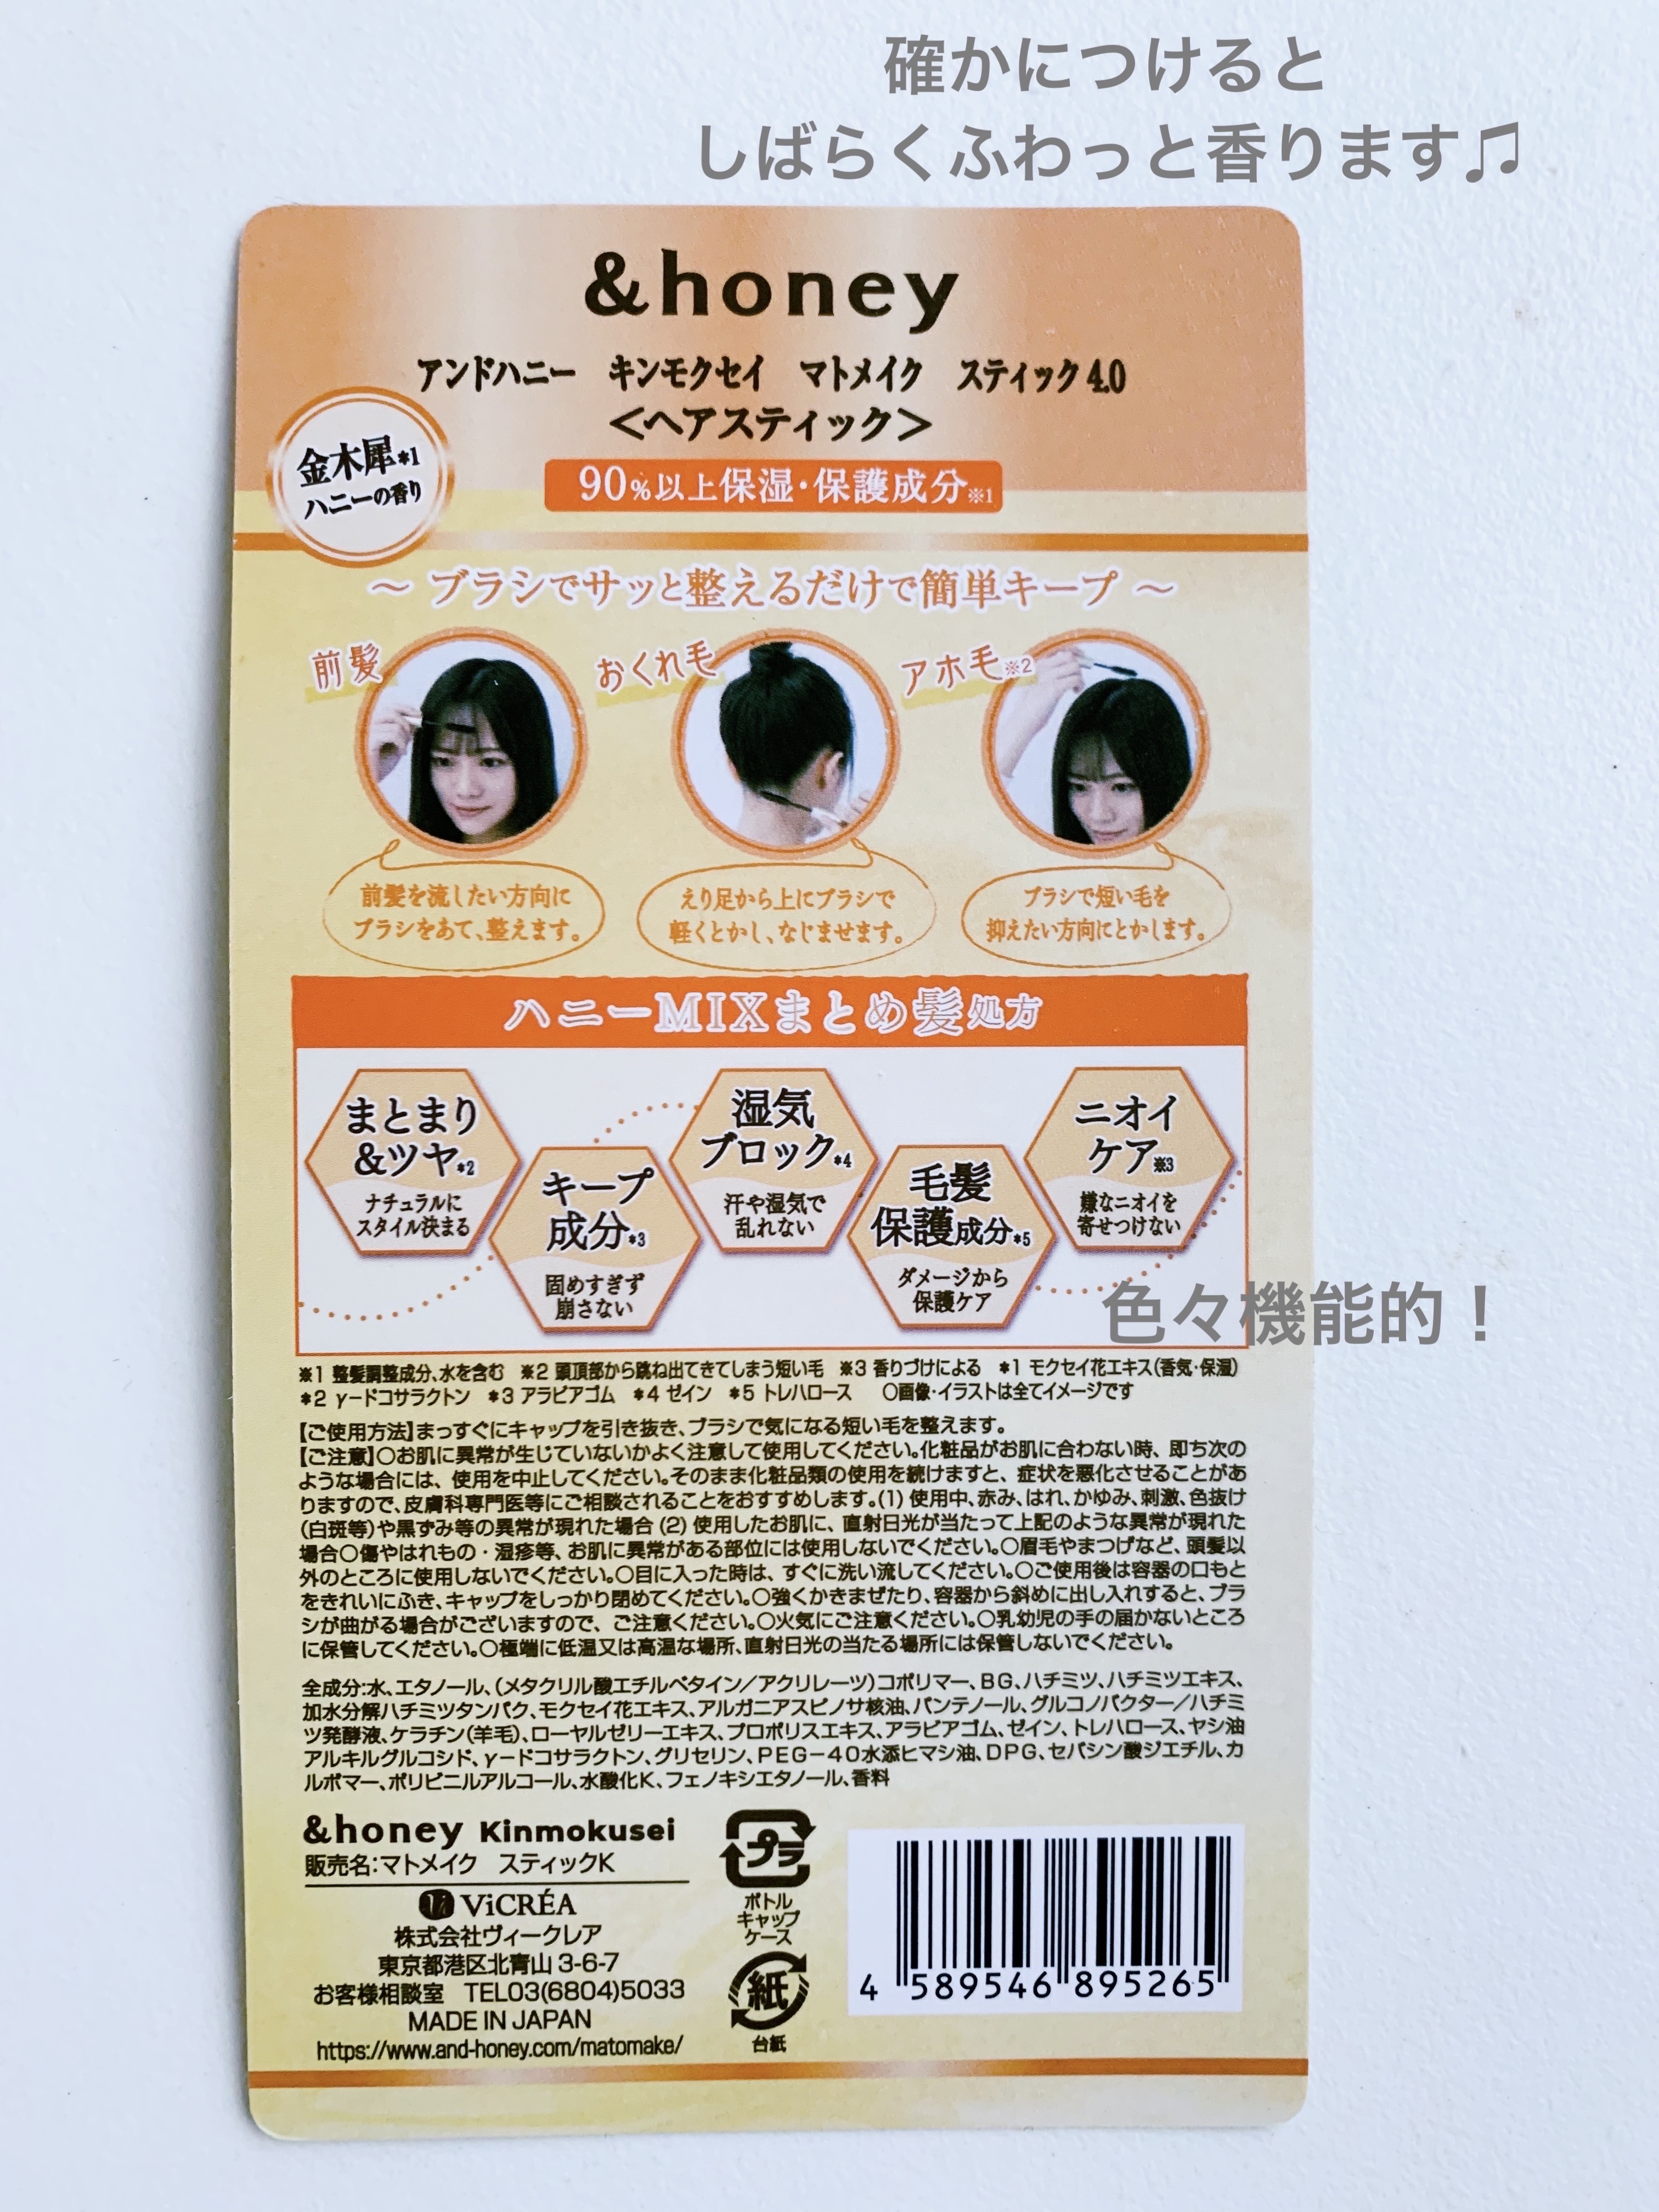 確かにつけると
しばらくふわっと香ります♫
&honey
アンドハニー　キンモクセイ　マトメイク　スティック4.0
＜ヘアスティック＞
金木犀*1
ハニーの香り
90%以上保湿・保護成分※1
～ ブラシでサッと整えるだけで簡単キープ ～
前髪
おくれ毛
アホ毛※2
前髪を流したい方向に
ブラシをあて、整えます。
えり足から上にブラシで
軽くとかし、なじませます。
ブラシで短い毛を
抑えたい方向にとかします。
ハニーMIXまとめ髪処方
まとまり
&ツヤ*2
ナチュラルに
スタイル決まる
キープ
成分*3
固めすぎず
崩さない
湿気
ブロック*4
汗や湿気で
乱れない
毛髪
保護成分*5
ダメージから
保護ケア
ニオイ
ケア※3
嫌なニオイを
寄せつけない
色々機能的！
※1 整髪調整成分、水を含む　※2 頭頂部から跳ね出てきてしまう短い毛　※3 香りづけによる　*1 モクセイ花エキス(香気・保湿)
*2 γードコサラクトン　*3 アラビアゴム　*4 ゼイン　*5 トレハロース　〇画像・イラストは全てイメージです
【ご使用方法】まっすぐにキャップを引き抜き、ブラシで気になる短い毛を整えます。
【ご注意】〇お肌に異常が生じていないかよく注意して使用してください。化粧品がお肌に合わない時、即ち次の
ような場合には、使用を中止してください。そのまま化粧品類の使用を続けますと、症状を悪化させることがあ
りますので、皮膚科専門医等にご相談されることをおすすめします。(1) 使用中、赤み、はれ、かゆみ、刺激、色抜け
(白斑等)や黒ずみ等の異常が現れた場合 (2) 使用したお肌に、直射日光が当たって上記のような異常が現れた
場合〇傷やはれもの・湿疹等、お肌に異常がある部位には使用しないでください。〇眉毛やまつげなど、頭髪以
外のところに使用しないでください。〇目に入った時は、すぐに洗い流してください。〇ご使用後は容器の口もと
をきれいにふき、キャップをしっかり閉めてください。〇強くかきまぜたり、容器から斜めに出し入れすると、ブラ
シが曲がる場合がございますので、ご注意ください。〇火気にご注意ください。〇乳幼児の手の届かないところ
に保管してください。〇極端に低温又は高温な場所、直射日光の当たる場所には保管しないでください。
全成分:水、エタノール、(メタクリル酸エチルベタイン／アクリレーツ)コポリマー、BG、ハチミツ、ハチミツエキス、
加水分解ハチミツタンパク、モクセイ花エキス、アルガニアスピノサ核油、パンテノール、グルコノバクター／ハチミ
ツ発酵液、ケラチン(羊毛)、ローヤルゼリーエキス、プロポリスエキス、アラビアゴム、ゼイン、トレハロース、ヤシ油
アルキルグルコシド、γードコサラクトン、グリセリン、PEG－40水添ヒマシ油、DPG、セバシン酸ジエチル、カ
ルボマー、ポリビニルアルコール、水酸化K、フェノキシエタノール、香料
&honey Kinmokusei
販売名:マトメイク　スティックK
ViCRÉA
株式会社ヴィークレア
東京都港区北青山 3-6-7
お客様相談室　TEL03(6804)5033
MADE IN JAPAN
https://www.and-honey.com/matomake/
プラ
ボトル
キャップ
ケース
紙
台紙
4 589546 895265